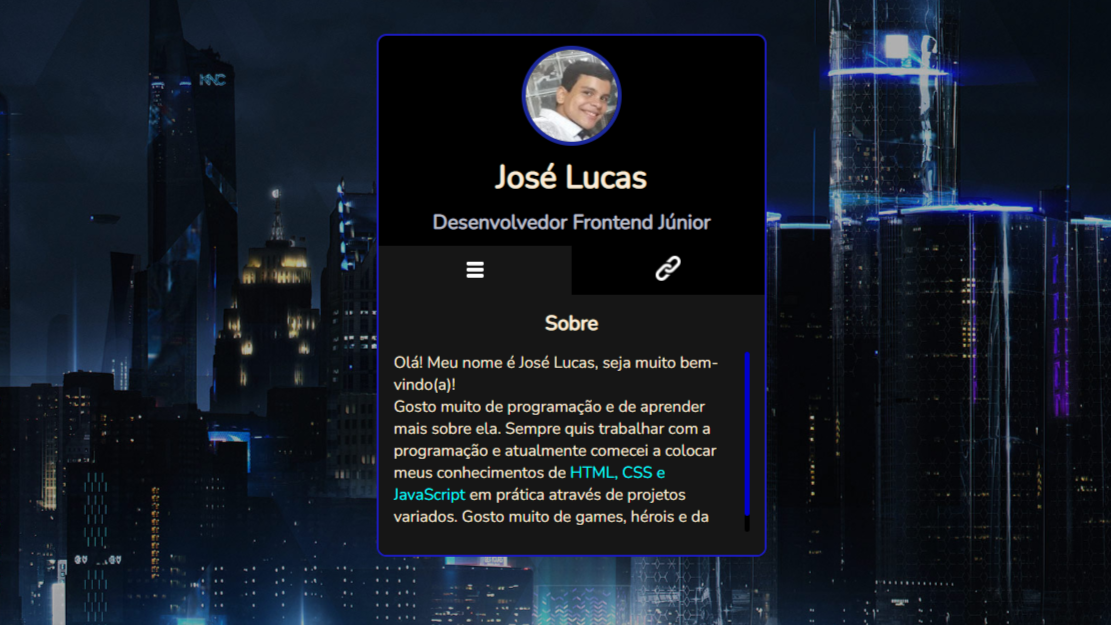 José Lucas
Desenvolvedor Frontend Júnior
Sobre
Olá! Meu nome é José Lucas, seja muito bem-
vindo(a)!
Gosto muito de programação e de aprender
mais sobre ela. Sempre quis trabalhar com a
programação e atualmente comecei a colocar
meus conhecimentos de HTML, CSS e
JavaScript em prática através de projetos
variados. Gosto muito de games, hérois e da